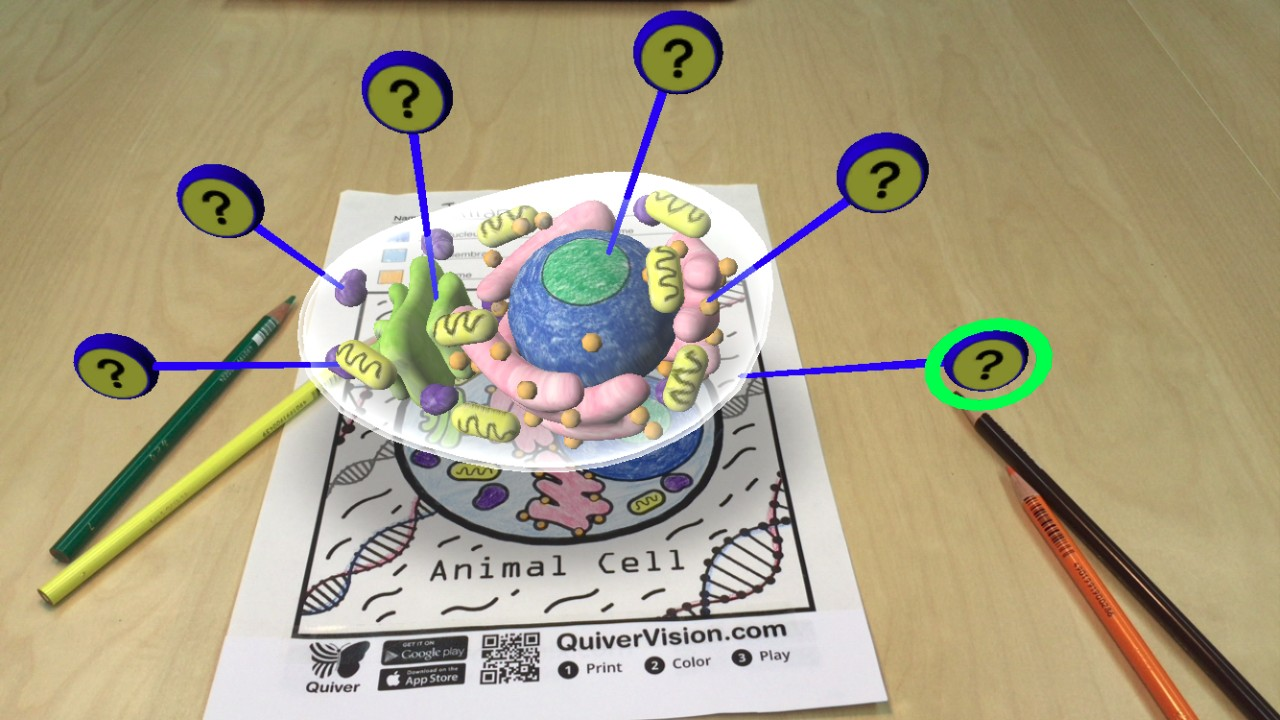 ?
?
?
?
?
?
Animal Cell
QuiverVision.com
GET IT ON
Google play
Download on the
App Store
1 Print 2 Color 3 Play
Quiver